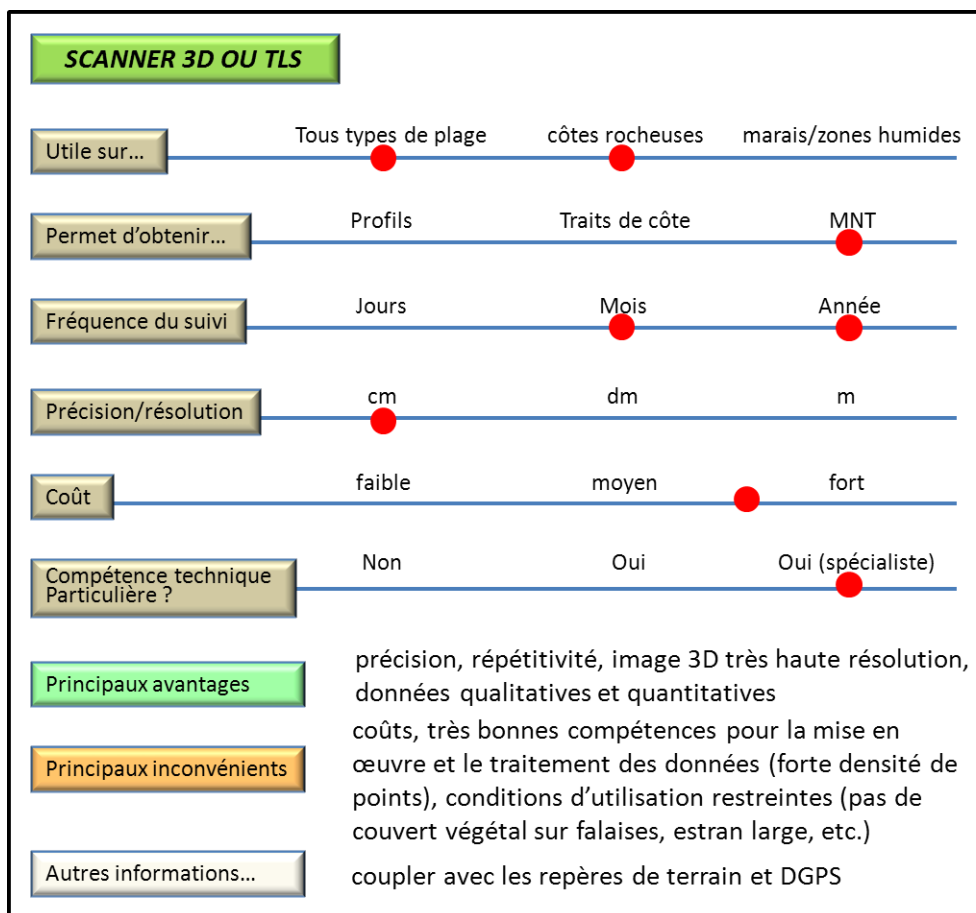 SCANNER 3D OU TLS
Utile sur… Tous types de plage côtes rocheuses marais/zones humides
Permet d’obtenir… Profils Traits de côte MNT
Fréquence du suivi Jours Mois Année
Précision/résolution cm dm m
Coût faible moyen fort
Compétence technique
Particulière ? Non Oui Oui (spécialiste)
Principaux avantages
précision, répétitivité, image 3D très haute résolution,
données qualitatives et quantitatives
Principaux inconvénients
coûts, très bonnes compétences pour la mise en
œuvre et le traitement des données (forte densité de
points), conditions d’utilisation restreintes (pas de
couvert végétal sur falaises, estran large, etc.)
Autres informations… coupler avec les repères de terrain et DGPS